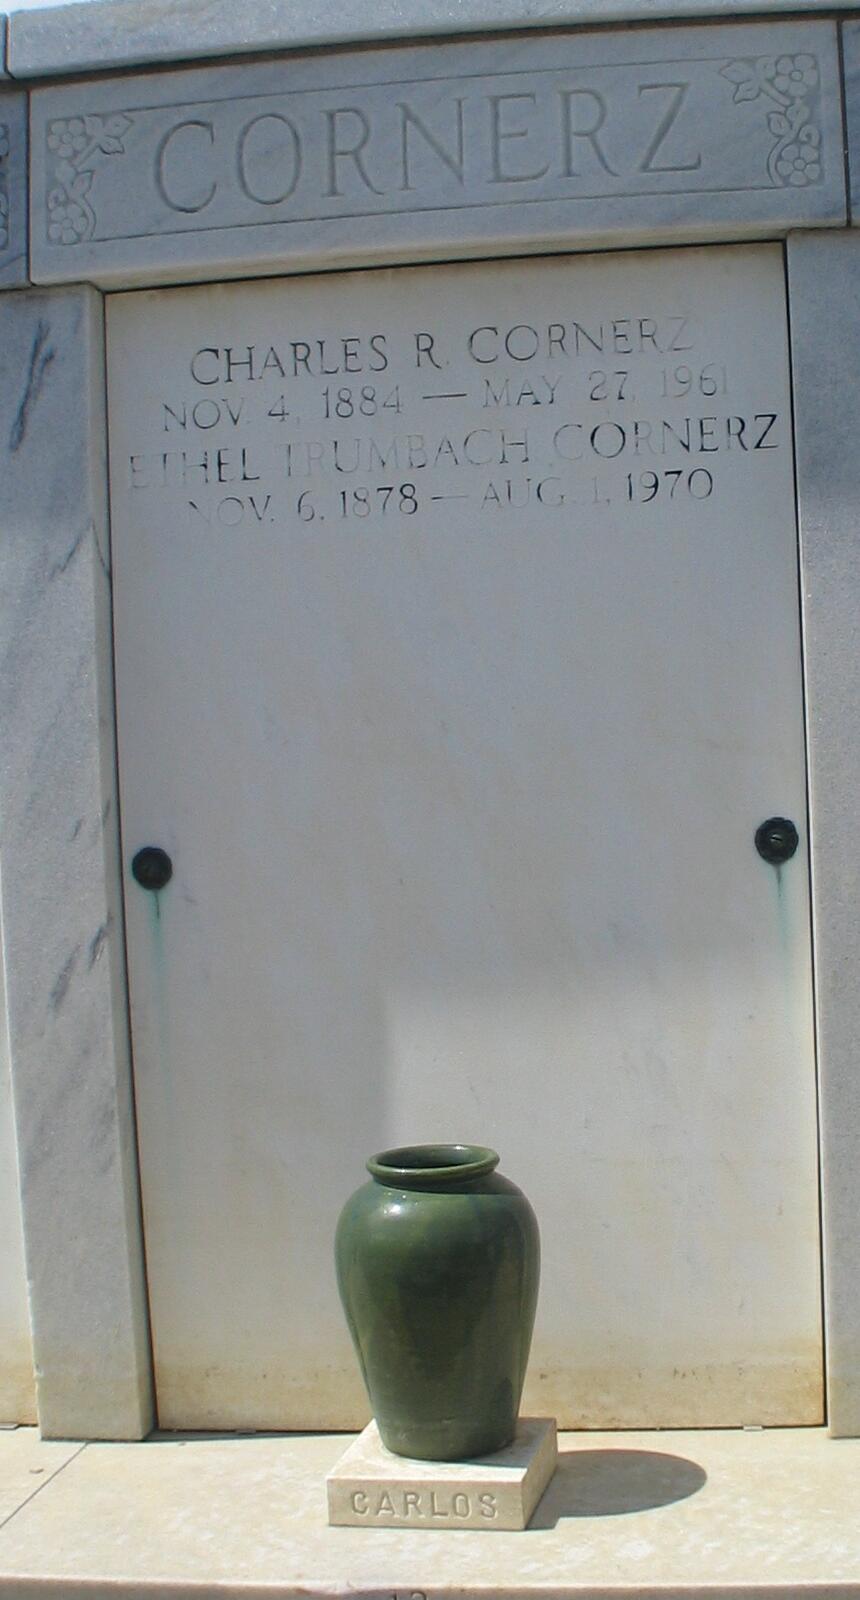 CORNERZ
CHARLES R. CORNERZ
NOV. 4, 1884 — MAY 27, 1961
ETHEL TRUMBACH CORNERZ
NOV. 6, 1878 — AUG. 1, 1970
CARLOS